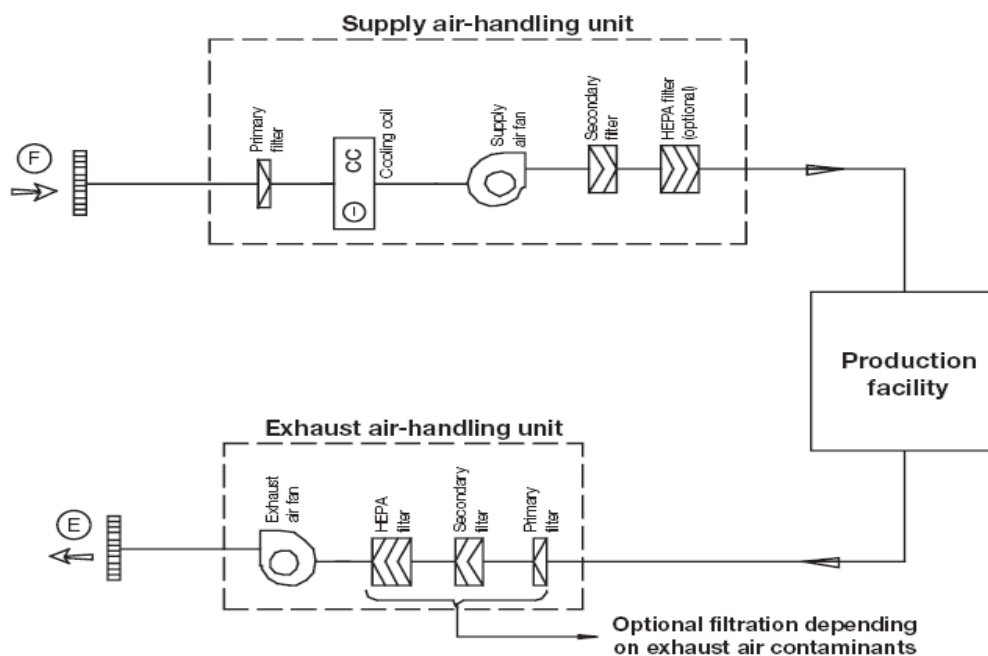 Supply air-handling unit
F
Primary
filter
CC
Cooling coil
Supply
air fan
Secondary
filter
HEPA filter
(optional)
Production
facility
Exhaust air-handling unit
E
Exhaust
air fan
HEPA
filter
Secondary
filter
Primary
filter
Optional filtration depending
on exhaust air contaminants